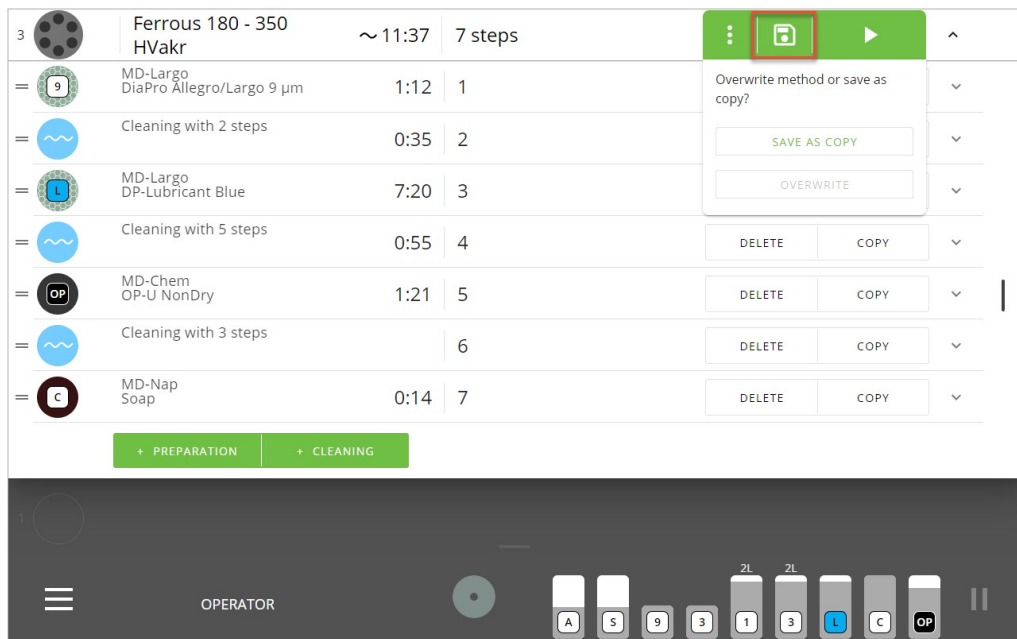 3
Ferrous 180 - 350
HVakr
~ 11:37
7 steps
Overwrite method or save as
copy?
SAVE AS COPY
OVERWRITE
9
MD-Largo
DiaPro Allegro/Largo 9 µm
1:12
1
Cleaning with 2 steps
0:35
2
L
MD-Largo
DP-Lubricant Blue
7:20
3
Cleaning with 5 steps
0:55
4
DELETE
COPY
OP
MD-Chem
OP-U NonDry
1:21
5
DELETE
COPY
Cleaning with 3 steps
6
DELETE
COPY
C
MD-Nap
Soap
0:14
7
DELETE
COPY
+ PREPARATION
+ CLEANING
1
OPERATOR
2L
2L
A
S
9
3
1
3
L
C
OP